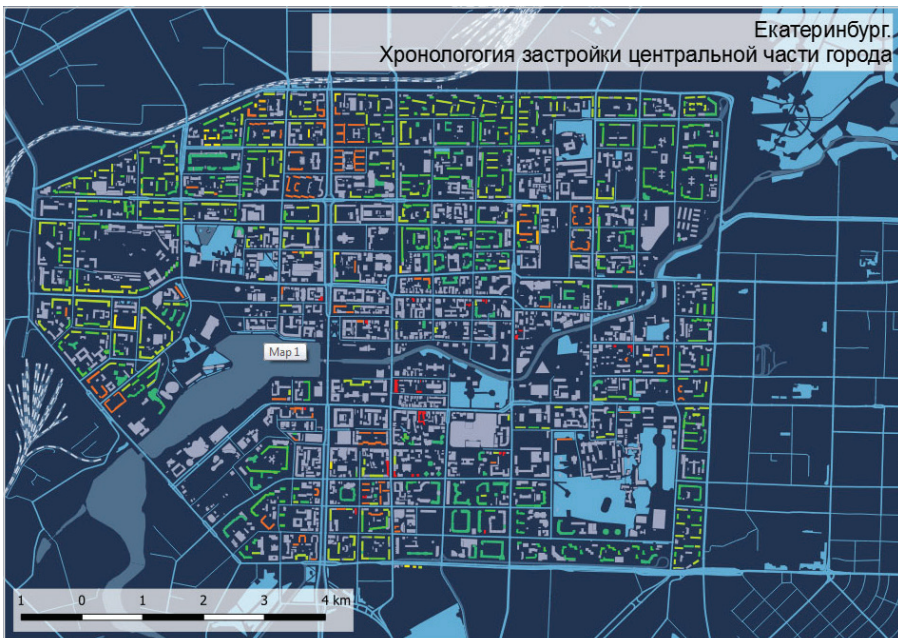 Екатеринбург.
Хронологогия застройки центральной части города
Map 1
1 0 1 2 3 4 km